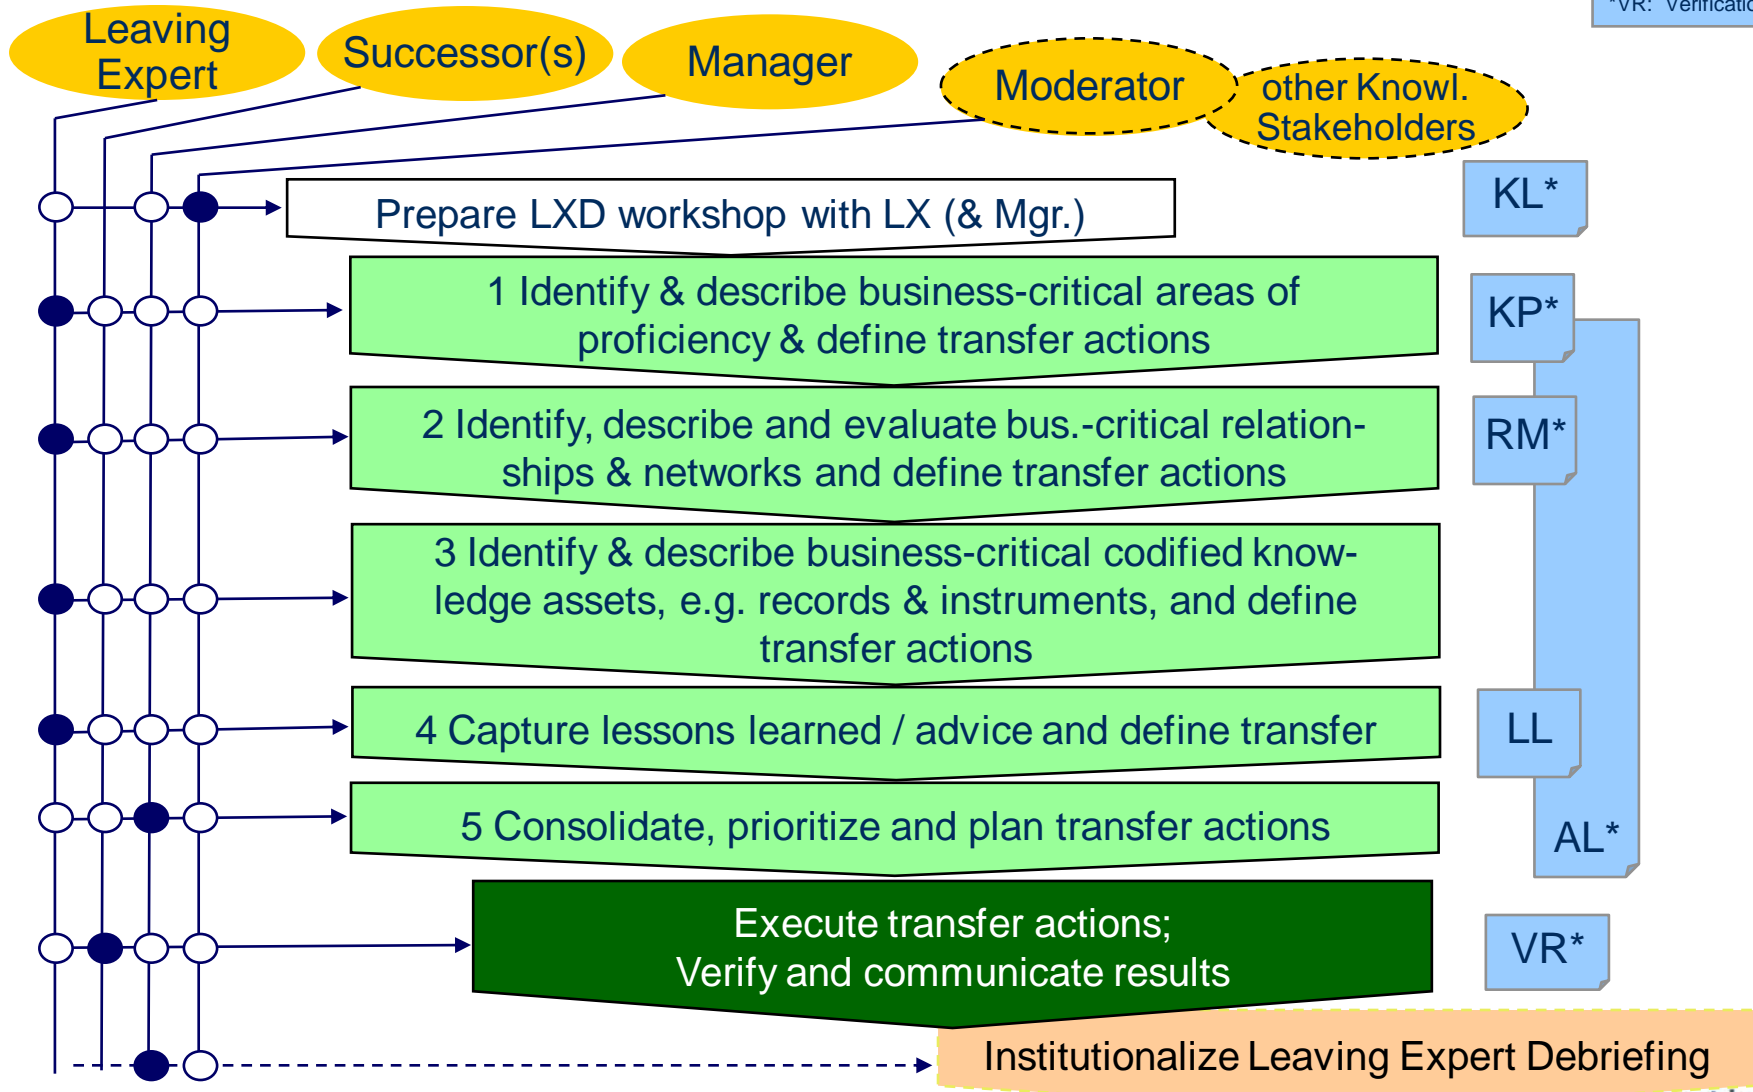 *VR: Verification
Leaving
Expert
Successor(s)
Manager
Moderator
other Knowl.
Stakeholders
Prepare LXD workshop with LX (& Mgr.)
KL*
1 Identify & describe business-critical areas of
proficiency & define transfer actions
KP*
2 Identify, describe and evaluate bus.-critical relation-
ships & networks and define transfer actions
RM*
3 Identify & describe business-critical codified know-
ledge assets, e.g. records & instruments, and define
transfer actions
4 Capture lessons learned / advice and define transfer
LL
5 Consolidate, prioritize and plan transfer actions
AL*
Execute transfer actions;
Verify and communicate results
VR*
Institutionalize Leaving Expert Debriefing